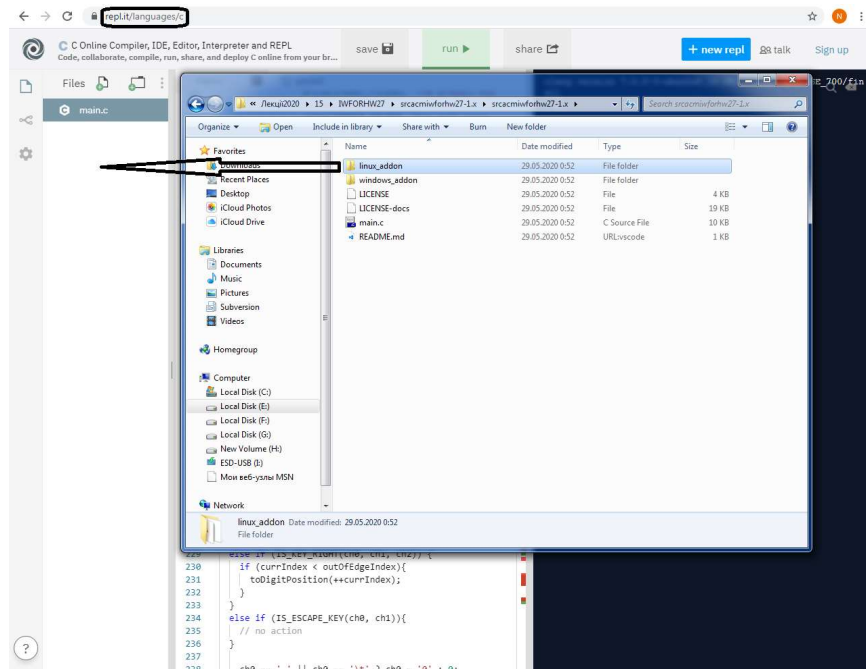 repl.it/languages/c
N
C Online Compiler, IDE, Editor, Interpreter and REPL
Code, collaborate, compile, run, share, and deploy C online from your br...
save
run
share
+ new repl
talk
Sign up
Files
main.c
« Лекції2020 ▸ 15 ▸ IWFORHW27 ▸ srcacmiwforhw27-1.x ▸ srcacmiwforhw27-1.x ▸
Search srcacmiwforhw27-1.x
Organize
Open
Include in library
Share with
Burn
New folder
Favorites
Downloads
Recent Places
Desktop
iCloud Photos
iCloud Drive
Libraries
Documents
Music
Pictures
Subversion
Videos
Homegroup
Computer
Local Disk (C:)
Local Disk (E:)
Local Disk (F:)
Local Disk (G:)
New Volume (H:)
ESD-USB (I:)
Мои веб-узлы MSN
Network
Name Date modified Type Size
linux_addon 29.05.2020 0:52 File folder
windows_addon 29.05.2020 0:52 File folder
LICENSE 29.05.2020 0:52 File 4 KB
LICENSE-docs 29.05.2020 0:52 File 19 KB
main.c 29.05.2020 0:52 C Source File 10 KB
README.md 29.05.2020 0:52 URL:vscode 1 KB
linux_addon Date modified: 29.05.2020 0:52
File folder
229 else if (IS_KEY_RIGHT(ch0, ch1, ch2)) {
230 if (currIndex < outOfEdgeIndex){
231 toDigitPosition(++currIndex);
232 }
233 }
234 else if (IS_ESCAPE_KEY(ch0, ch1)){
235 // no action
236 }
237
238
?